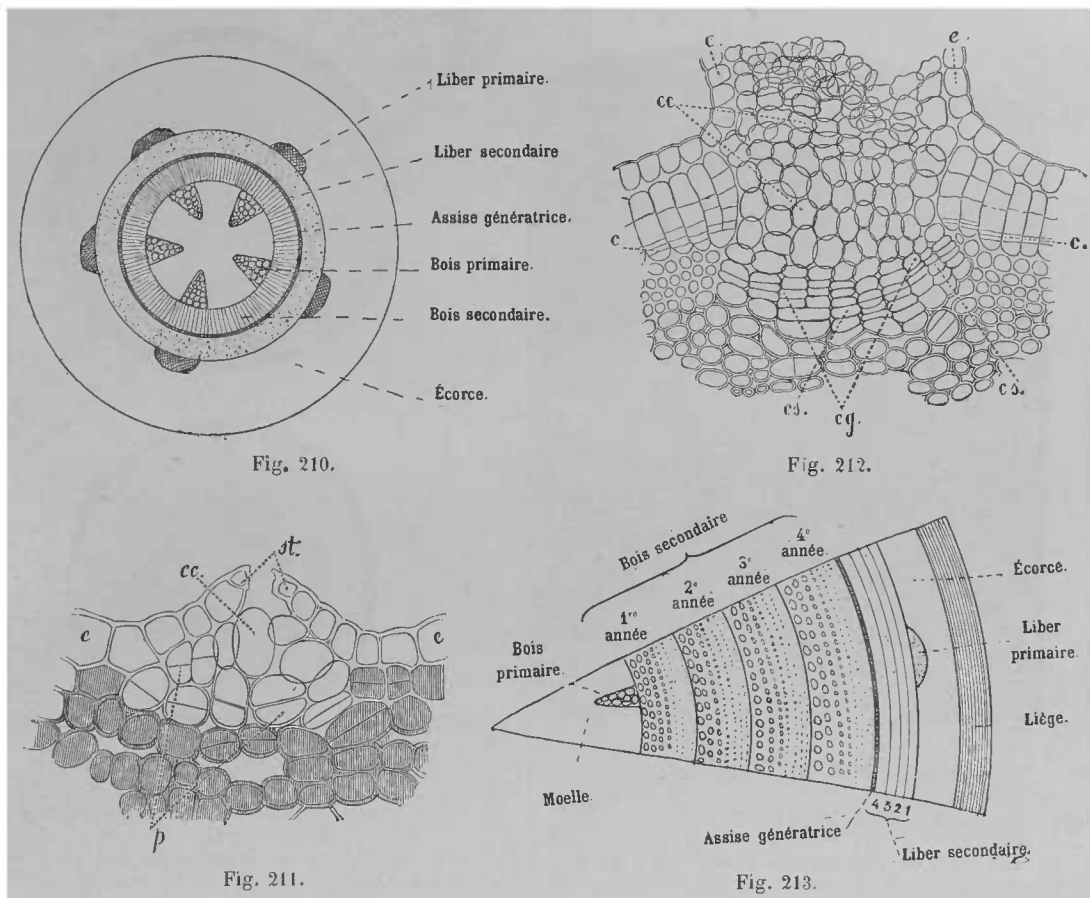 Liber primaire.
Liber secondaire
Assise génératrice.
Bois primaire.
Bois secondaire.
Écorce.
Fig. 210.
c.
e.
cc
c
c.
cs.
cg.
cs.
Fig. 212.
st.
cc
c
c
p
Fig. 211.
Bois secondaire
1re année
2e année
3e année
4e année
Bois primaire
Moelle.
Écorce.
Liber primaire.
Liège.
4 3 2 1
Assise génératrice
Liber secondaire.
Fig. 213.